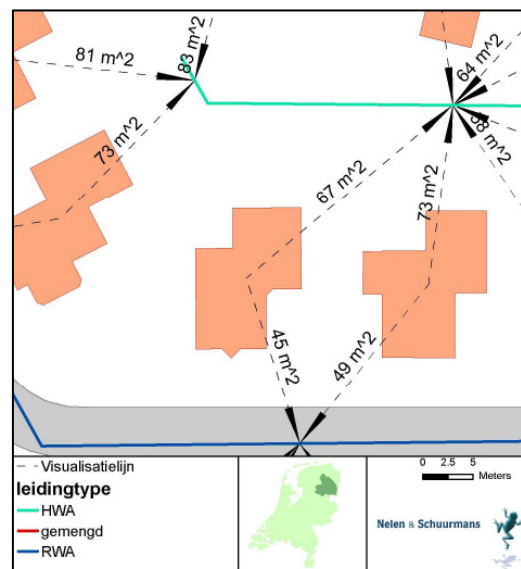 81 m^2
83 m^2
64 m^2
98 m^2
73 m^2
67 m^2
73 m^2
45 m^2
49 m^2
Visualisatielijn
leidingtype
HWA
gemengd
RWA
0 2.5 5
Meters
Nelen & Schuurmans